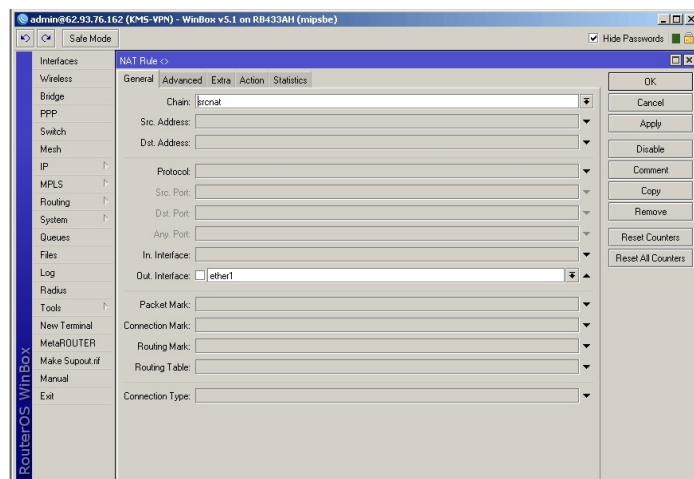 admin@62.93.76.162 (KMS-VPN) - WinBox v5.1 on RB433AH (mipsbe)
Safe Mode
Hide Passwords
Interfaces
Wireless
Bridge
PPP
Switch
Mesh
IP
MPLS
Routing
System
Queues
Files
Log
Radius
Tools
New Terminal
MetaROUTER
Make Supout.rif
Manual
Exit
RouterOS WinBox
NAT Rule <>
General Advanced Extra Action Statistics
Chain: srcnat
Src. Address:
Dst. Address:
Protocol:
Src. Port:
Dst. Port:
Any. Port:
In. Interface:
Out. Interface: ether1
Packet Mark:
Connection Mark:
Routing Mark:
Routing Table:
Connection Type:
OK
Cancel
Apply
Disable
Comment
Copy
Remove
Reset Counters
Reset All Counters